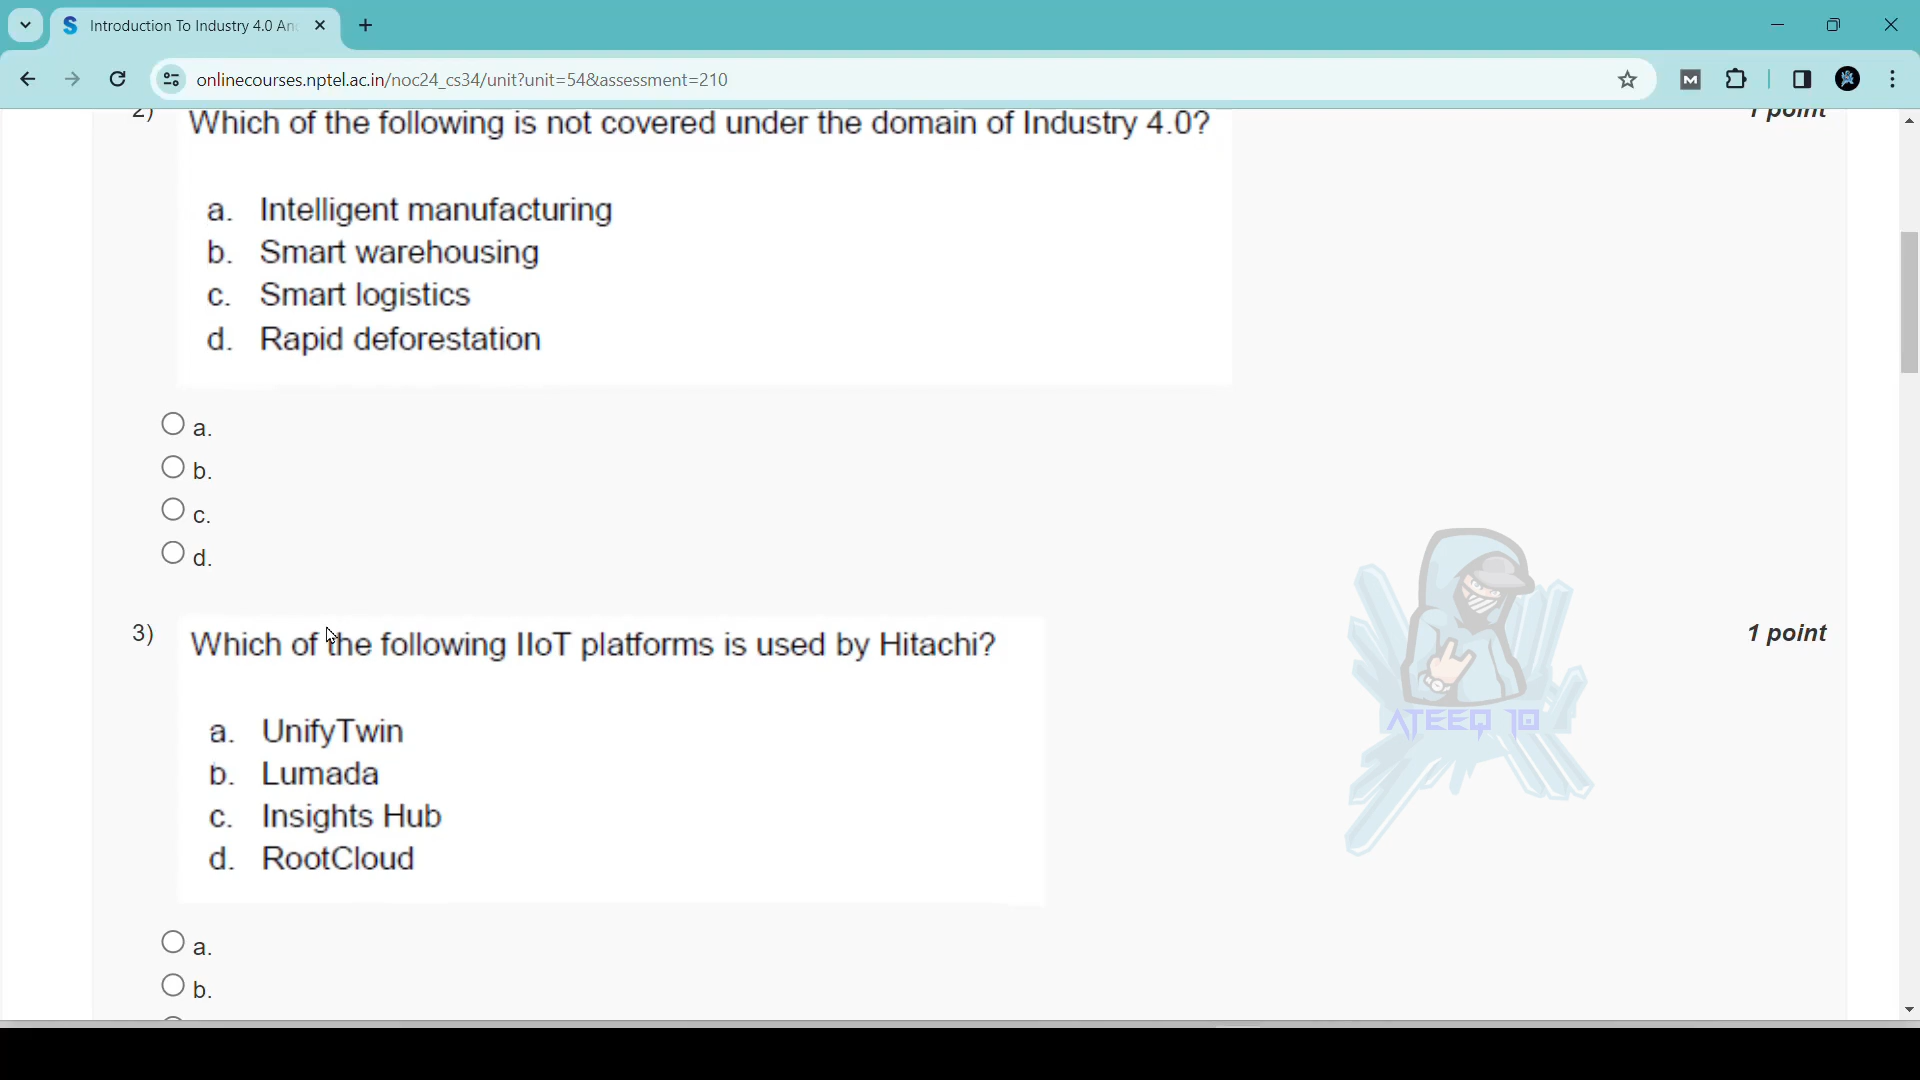 Introduction To Industry 4.0 An
onlinecourses.nptel.ac.in/noc24_cs34/unit?unit=54&assessment=210
2) Which of the following is not covered under the domain of Industry 4.0? 1 point
a. Intelligent manufacturing
b. Smart warehousing
c. Smart logistics
d. Rapid deforestation
a.
b.
c.
d.
3) Which of the following IIoT platforms is used by Hitachi? 1 point
a. UnifyTwin
b. Lumada
c. Insights Hub
d. RootCloud
a.
b.
ATEEQ 10